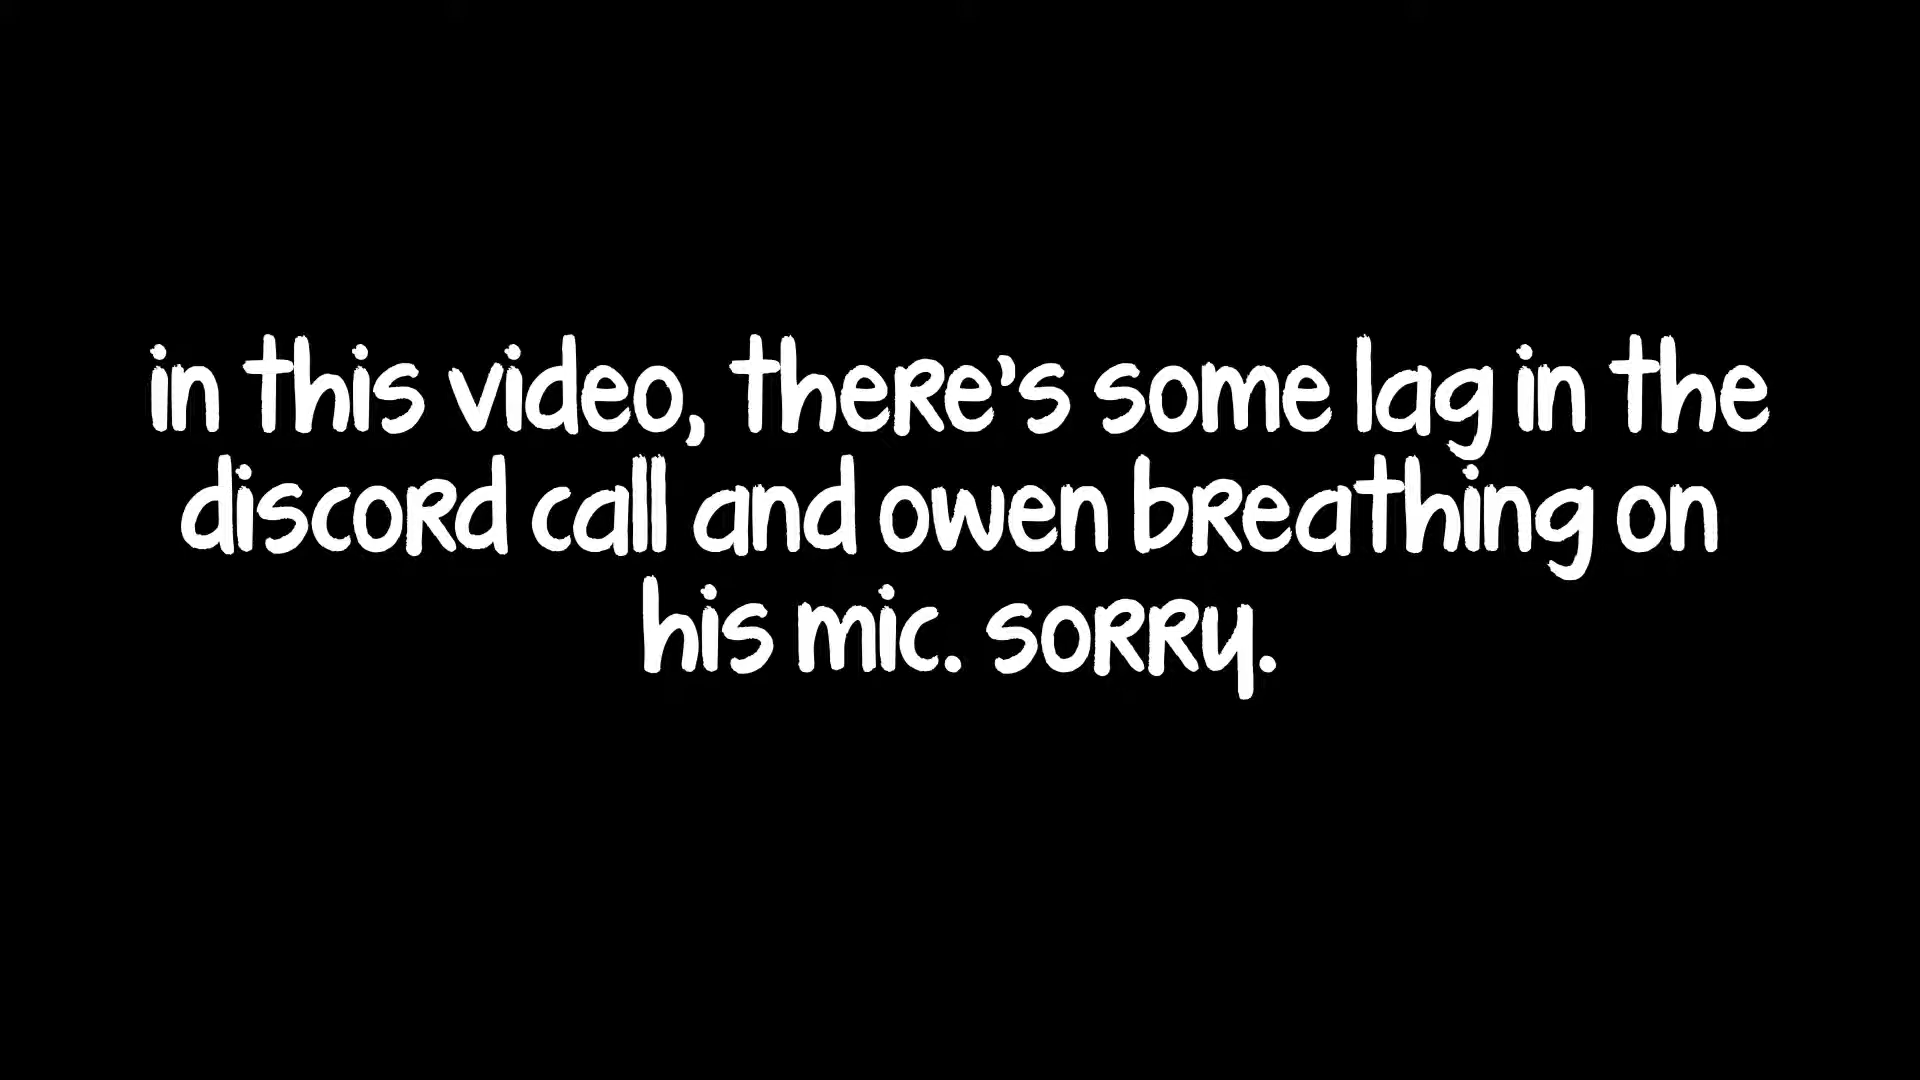 in this video, there's some lag in the
discord call and owen breathing on
his mic. sorry.